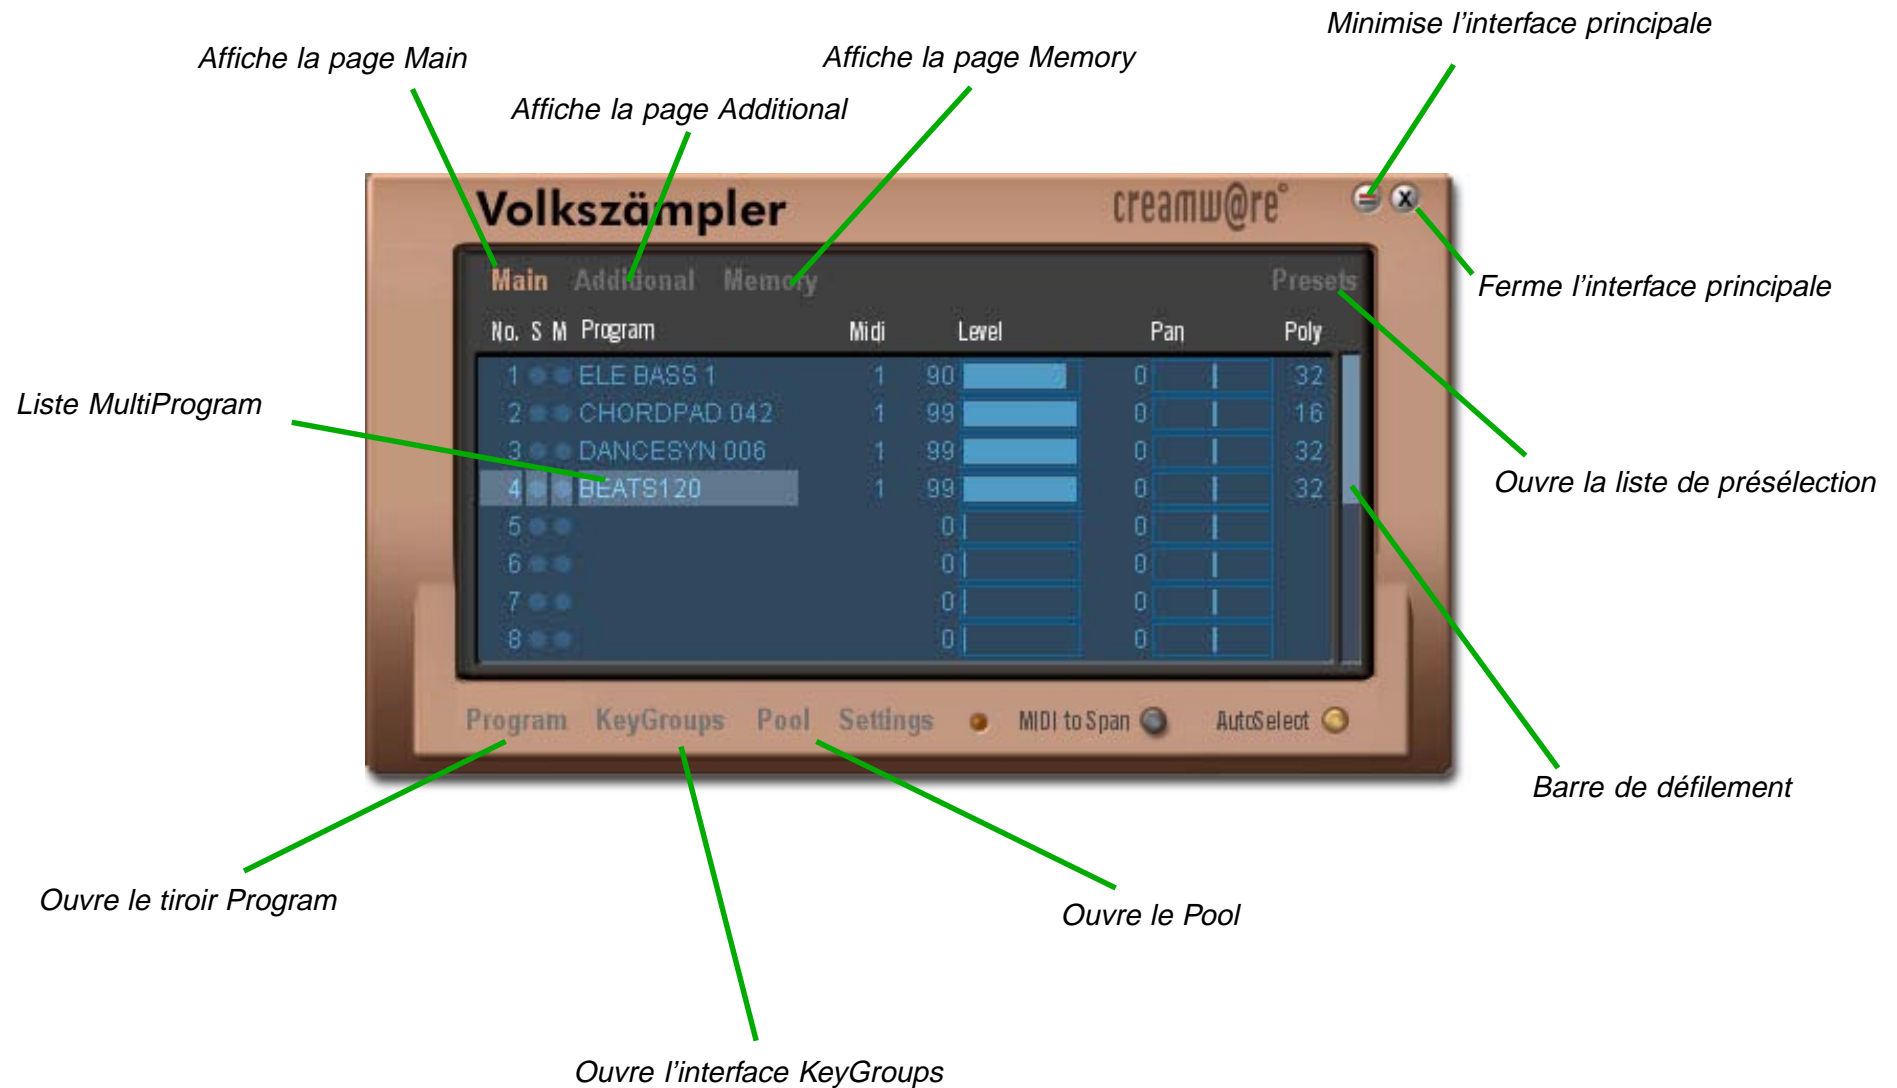 Minimise l'interface principale
Affiche la page Main
Affiche la page Memory
Affiche la page Additional
Volkszämpler
creamw@re°
X
Main Additional Memory Presets
Ferme l'interface principale
No. S M Program Midi Level Pan Poly
1 ELE BASS 1 1 90 0 32
Liste MultiProgram
2 CHORDPAD 042 1 99 0 16
3 DANCESYN 006 1 99 0 32
4 BEATS120 1 99 0 32
Ouvre la liste de présélection
5 0 0
6 0 0
7 0 0
8 0 0
Program KeyGroups Pool Settings MIDI to Span AutoSelect
Barre de défilement
Ouvre le tiroir Program
Ouvre le Pool
Ouvre l'interface KeyGroups